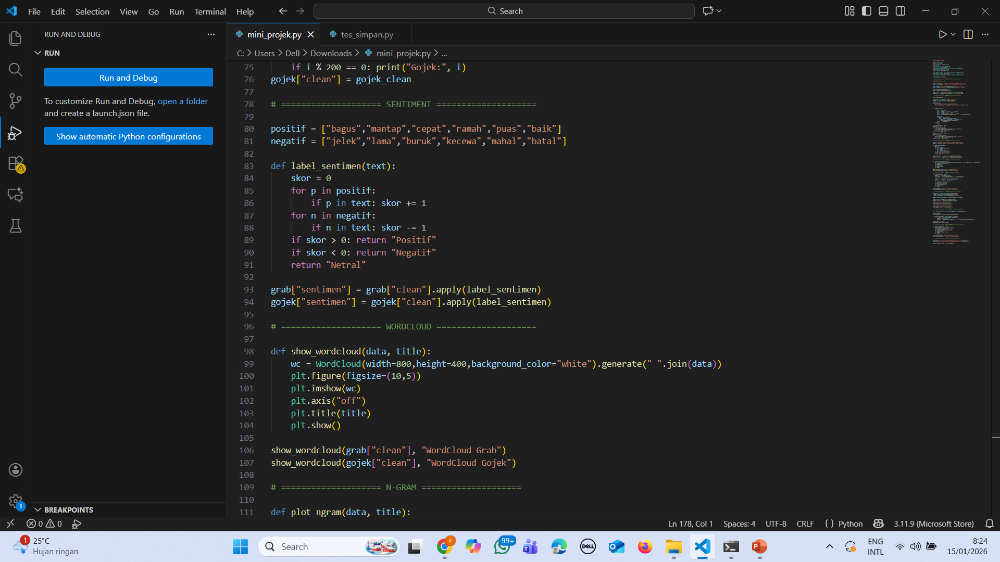 File Edit Selection View Go Run Terminal Help
Search
RUN AND DEBUG
RUN
Run and Debug
To customize Run and Debug, open a folder
and create a launch.json file.
Show automatic Python configurations
BREAKPOINTS
mini_projek.py
tes_simpan.py
C: > Users > Dell > Downloads > mini_projek.py > ...
75 if i % 200 == 0: print("Gojek:", i)
76 gojek["clean"] = gojek_clean
77
78 # ==================== SENTIMENT ====================
79
80 positif = ["bagus","mantap","cepat","ramah","puas","baik"]
81 negatif = ["jelek","lama","buruk","kecewa","mahal","batal"]
82
83 def label_sentimen(text):
84 skor = 0
85 for p in positif:
86 if p in text: skor += 1
87 for n in negatif:
88 if n in text: skor -= 1
89 if skor > 0: return "Positif"
90 if skor < 0: return "Negatif"
91 return "Netral"
92
93 grab["sentimen"] = grab["clean"].apply(label_sentimen)
94 gojek["sentimen"] = gojek["clean"].apply(label_sentimen)
95
96 # ==================== WORDCLOUD ====================
97
98 def show_wordcloud(data, title):
99 wc = WordCloud(width=800,height=400,background_color="white").generate(" ".join(data))
100 plt.figure(figsize=(10,5))
101 plt.imshow(wc)
102 plt.axis("off")
103 plt.title(title)
104 plt.show()
105
106 show_wordcloud(grab["clean"], "WordCloud Grab")
107 show_wordcloud(gojek["clean"], "WordCloud Gojek")
108
109 # ==================== N-GRAM ====================
110
111 def plot_ngram(data, title):
1
0 0
Ln 178, Col 1 Spaces: 4 UTF-8 CRLF {} Python 3.11.9 (Microsoft Store)
1
25°C
Hujan ringan
Search
C
99+
DELL
ENG
INTL
8:24
15/01/2026